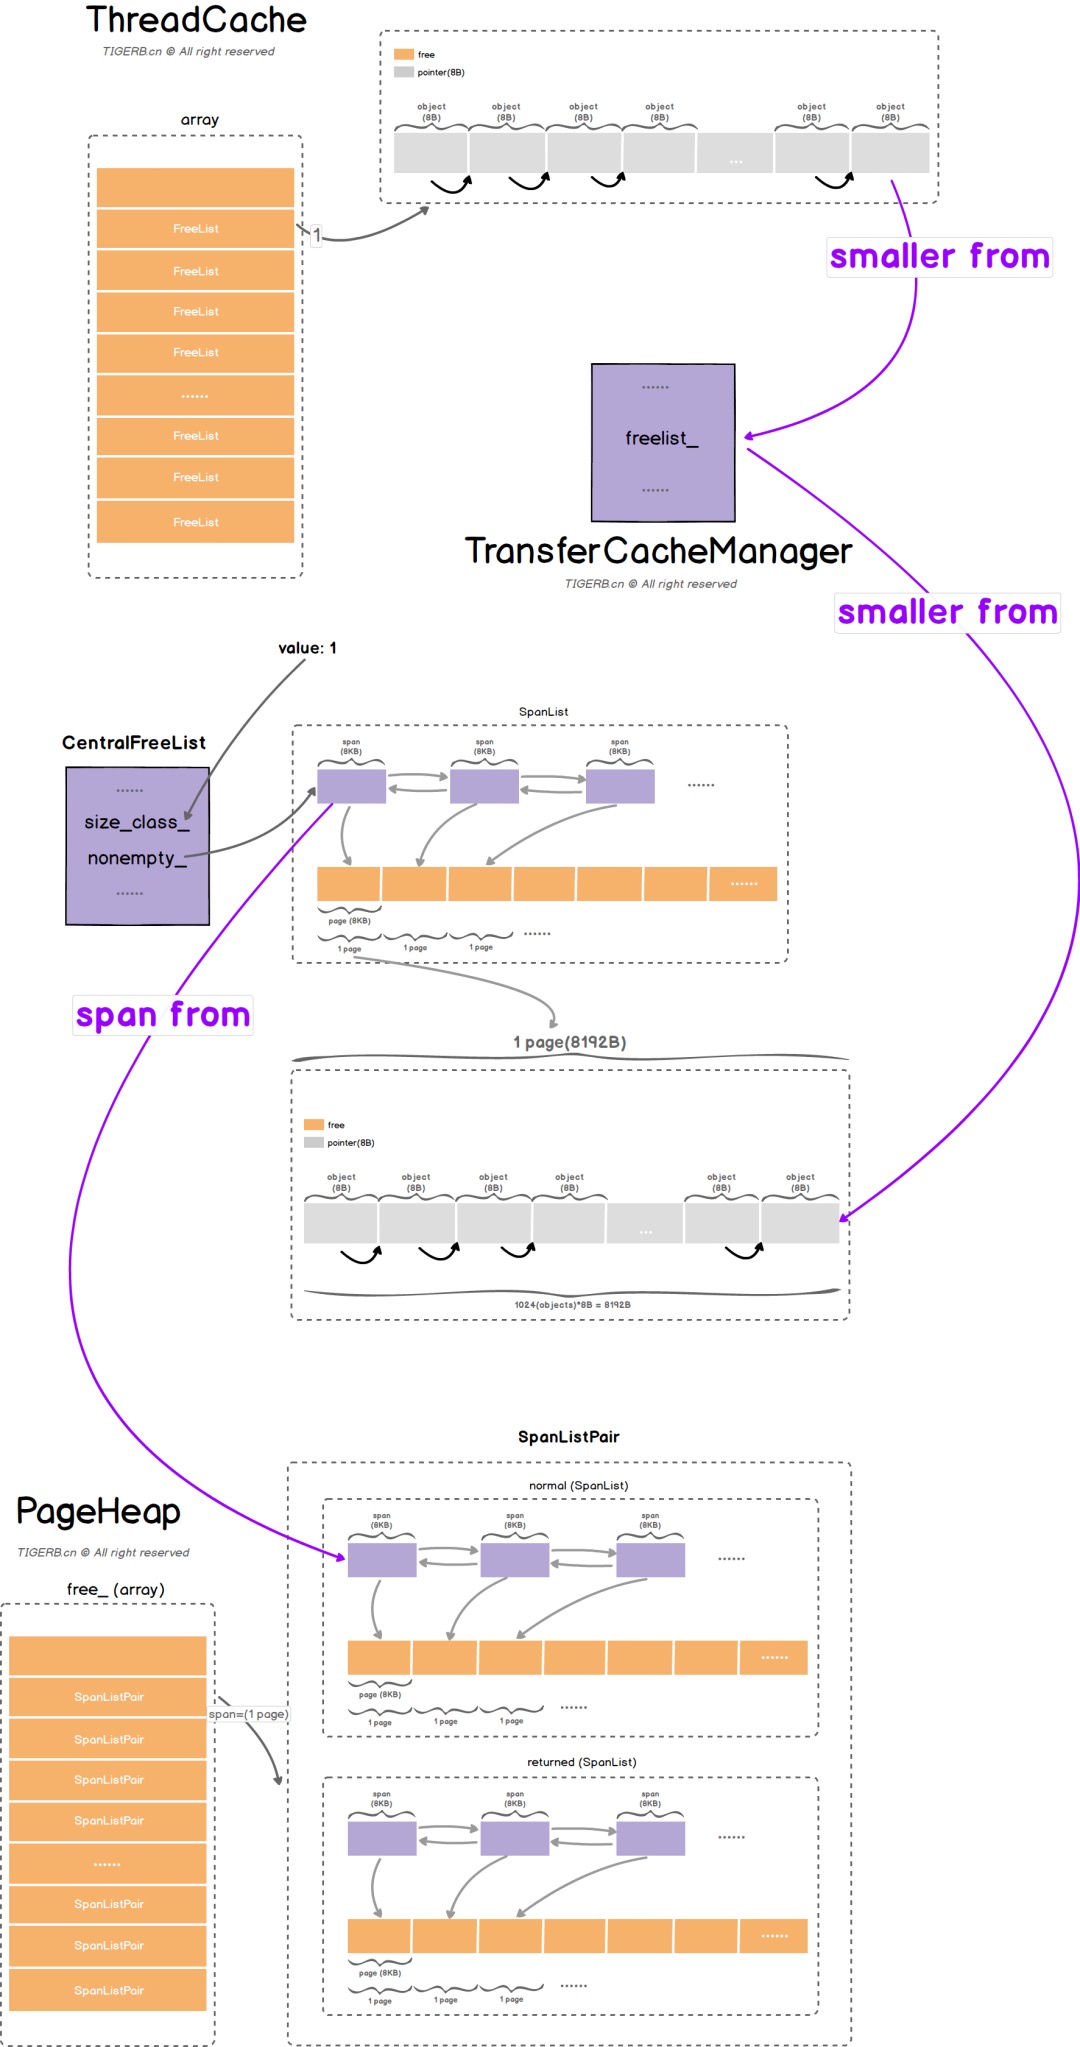 ThreadCache
TIGERB.cn © All right reserved
array
FreeList
FreeList
FreeList
FreeList
......
FreeList
FreeList
FreeList
1
free
pointer(8B)
object (8B)
object (8B)
object (8B)
object (8B)
object (8B)
object (8B)
...
smaller from
......
freelist_
......
TransferCacheManager
TIGERB.cn © All right reserved
smaller from
value: 1
CentralFreeList
......
size_class_
nonempty_
......
SpanList
span (8KB)
span (8KB)
span (8KB)
......
......
page (8KB)
1 page
1 page
1 page
......
span from
1 page(8192B)
free
pointer(8B)
object (8B)
object (8B)
object (8B)
object (8B)
object (8B)
object (8B)
...
1024(objects)*8B = 8192B
SpanListPair
PageHeap
TIGERB.cn © All right reserved
free_ (array)
SpanListPair
SpanListPair
SpanListPair
SpanListPair
......
SpanListPair
SpanListPair
SpanListPair
span=(1 page)
normal (SpanList)
span (8KB)
span (8KB)
span (8KB)
......
......
page (8KB)
1 page
1 page
1 page
......
returned (SpanList)
span (8KB)
span (8KB)
span (8KB)
......
......
page (8KB)
1 page
1 page
1 page
......